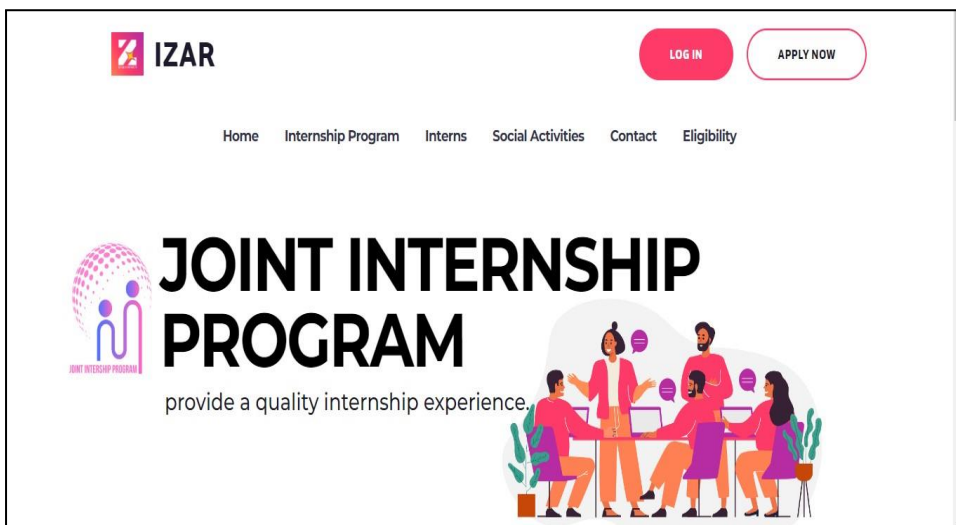 IZAR
LOG IN
APPLY NOW
Home Internship Program Interns Social Activities Contact Eligibility
JOINT INTERNSHIP
PROGRAM
JOINT INTERNSHIP PROGRAM
provide a quality internship experience.